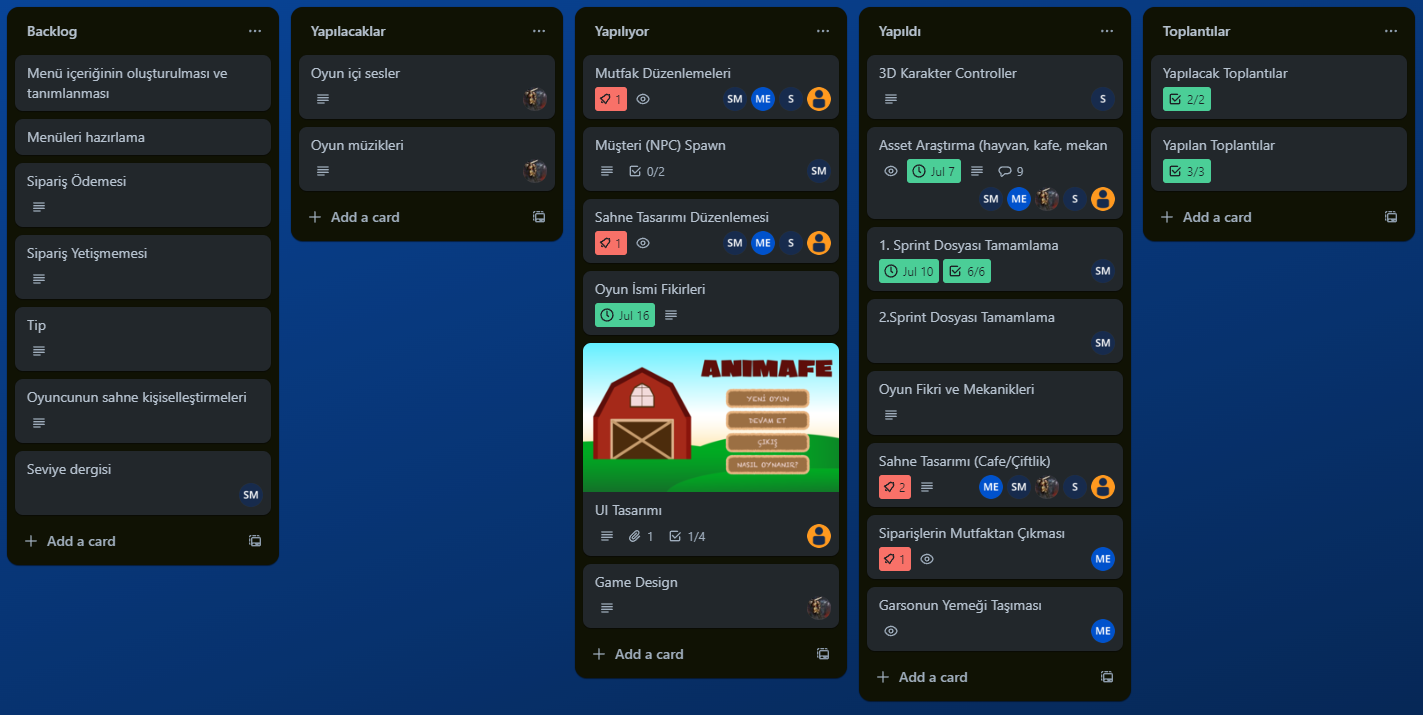 Backlog
Menü içeriğinin oluşturulması ve
tanımlanması
Menüleri hazırlama
Sipariş Ödemesi
Sipariş Yetişmemesi
Tip
Oyuncunun sahne kişiselleştirmeleri
Seviye dergisi
SM
Add a card
Yapılacaklar
Oyun içi sesler
Oyun müzikleri
Add a card
Yapılıyor
Mutfak Düzenlemeleri
1 SM ME S
Müşteri (NPC) Spawn
0/2 SM
Sahne Tasarımı Düzenlemesi
1 SM ME S
Oyun İsmi Fikirleri
Jul 16
ANIMAFE
YENİ OYUN
DEVAM ET
ÇIKIŞ
NASIL OYNANIR?
UI Tasarımı
1 1/4
Game Design
Add a card
Yapıldı
3D Karakter Controller
S
Asset Araştırma (hayvan, kafe, mekan
Jul 7 9
SM ME S
1. Sprint Dosyası Tamamlama
Jul 10 6/6 SM
2.Sprint Dosyası Tamamlama
SM
Oyun Fikri ve Mekanikleri
Sahne Tasarımı (Cafe/Çiftlik)
2 ME SM S
Siparişlerin Mutfaktan Çıkması
1 ME
Garsonun Yemeği Taşıması
ME
Add a card
Toplantılar
Yapılacak Toplantılar
2/2
Yapılan Toplantılar
3/3
Add a card